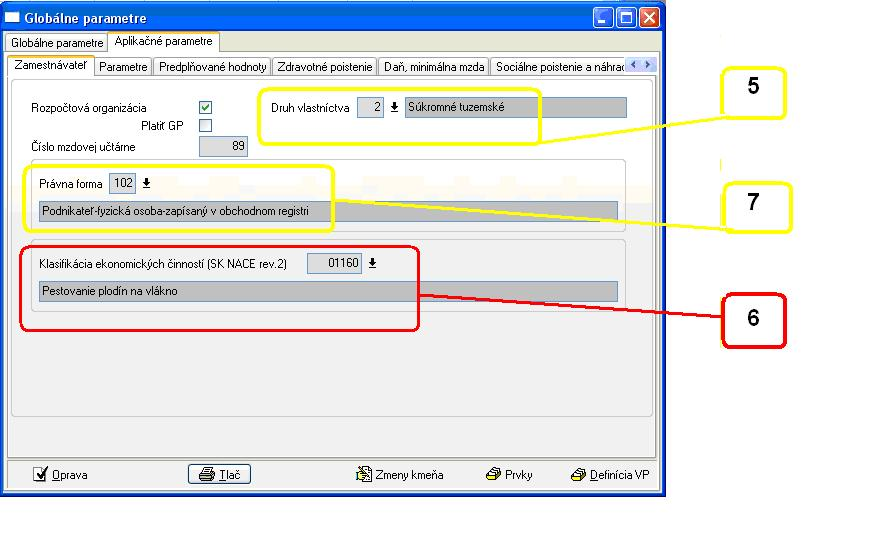 Globálne parametre
Globálne parametre Aplikačné parametre
Zamestnávateľ Parametre Predplňované hodnoty Zdravotné poistenie Daň, minimálna mzda Sociálne poistenie a náhrad
Rozpočtová organizácia
Druh vlastníctva 2 Súkromné tuzemské
5
Platiť GP
Číslo mzdovej učtárne 89
Právna forma 102
7
Podnikateľ-fyzická osoba-zapísaný v obchodnom registri
Klasifikácia ekonomických činností (SK NACE rev.2) 01160
Pestovanie plodín na vlákno
6
Oprava Tlač Zmeny kmeňa Prvky Definícia VP